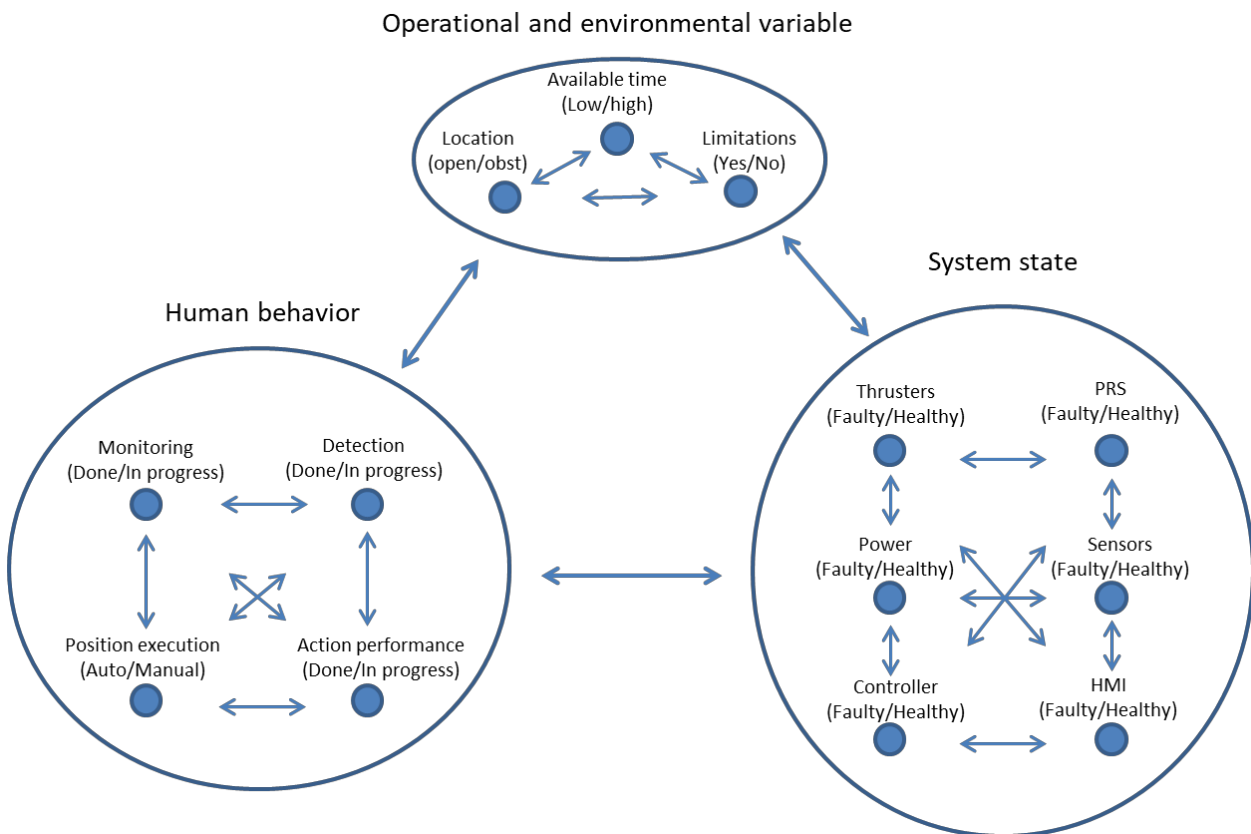 Operational and environmental variable
Available time
(Low/high)
Location
(open/obst)
Limitations
(Yes/No)
System state
Human behavior
Thrusters
(Faulty/Healthy)
PRS
(Faulty/Healthy)
Monitoring
(Done/In progress)
Detection
(Done/In progress)
Power
(Faulty/Healthy)
Sensors
(Faulty/Healthy)
Position execution
(Auto/Manual)
Action performance
(Done/In progress)
Controller
(Faulty/Healthy)
HMI
(Faulty/Healthy)